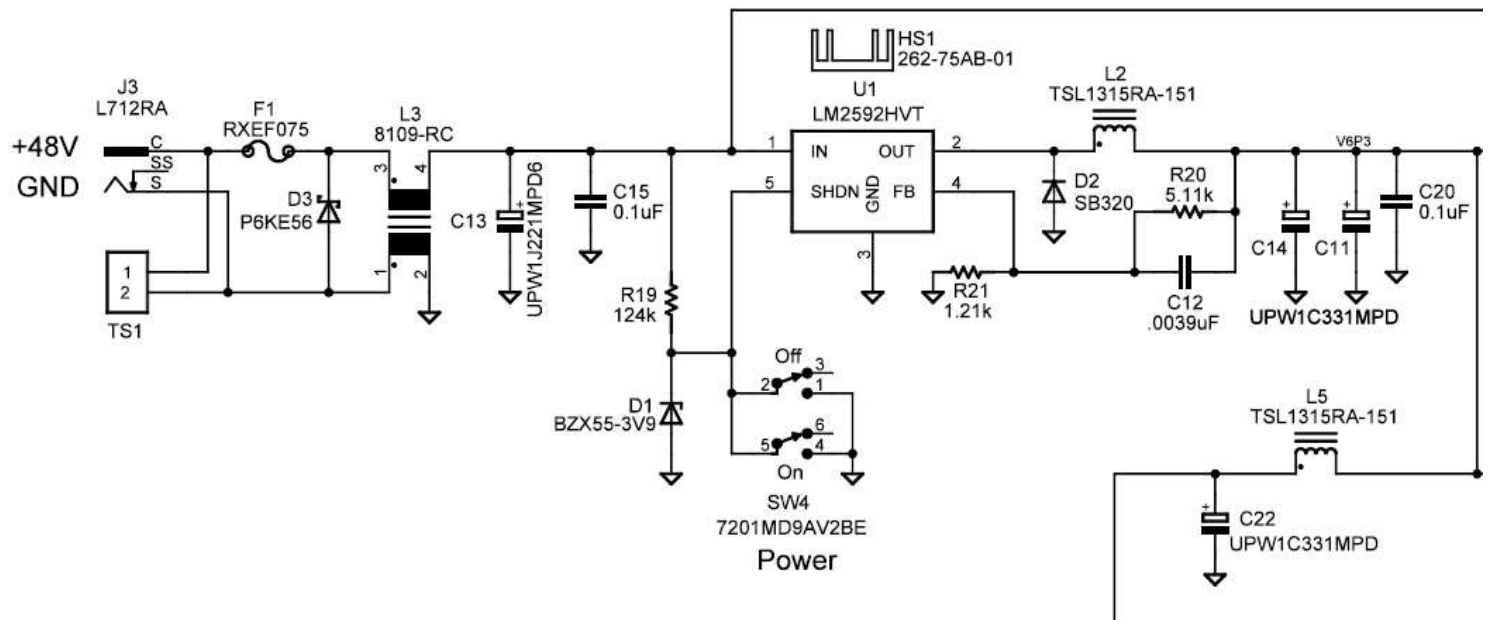 J3
L712RA
+48V
GND
C
SS
S
F1
RXEF075
D3
P6KE56
L3
8109-RC
3
4
1
2
TS1
1
2
C13
+
UPW1J221MPD6
C15
0.1uF
R19
124k
D1
BZX55-3V9
HS1
262-75AB-01
U1
LM2592HVT
1
IN
OUT
2
5
SHDN
GND
FB
4
3
L2
TSL1315RA-151
D2
SB320
R20
5.11k
R21
1.21k
C12
.0039uF
V6P3
+
C14
+
C11
UPW1C331MPD
C20
0.1uF
Off
2
3
1
5
6
4
On
SW4
7201MD9AV2BE
Power
L5
TSL1315RA-151
+
C22
UPW1C331MPD